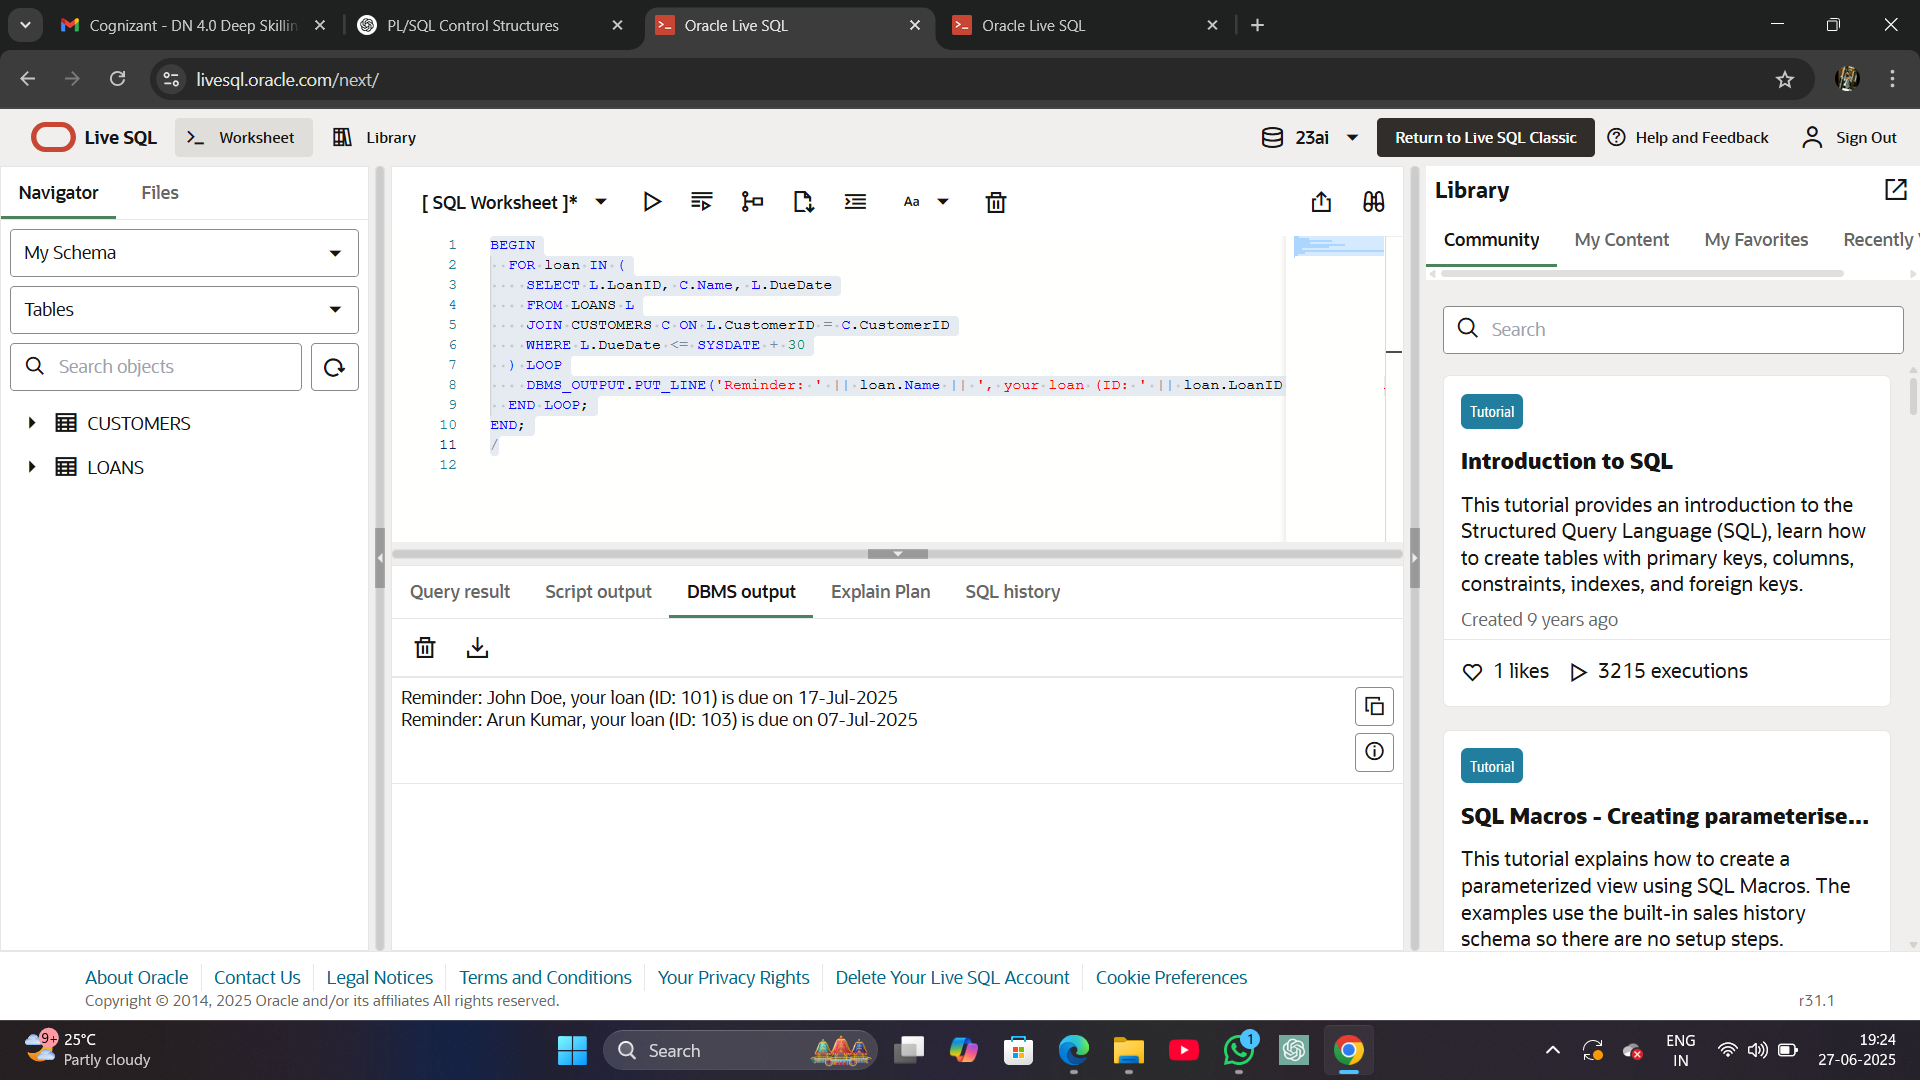 Cognizant - DN 4.0 Deep Skillin
PL/SQL Control Structures
Oracle Live SQL
Oracle Live SQL
livesql.oracle.com/next/
Live SQL
Worksheet
Library
23ai
Return to Live SQL Classic
Help and Feedback
Sign Out
Navigator
Files
My Schema
Tables
Search objects
CUSTOMERS
LOANS
[ SQL Worksheet ]*
Aa
1 BEGIN
2 FOR loan IN (
3 SELECT L.LoanID, C.Name, L.DueDate
4 FROM LOANS L
5 JOIN CUSTOMERS C ON L.CustomerID = C.CustomerID
6 WHERE L.DueDate <= SYSDATE + 30
7 ) LOOP
8 DBMS_OUTPUT.PUT_LINE('Reminder: ' || loan.Name || ', your loan (ID: ' || loan.LoanID
9 END LOOP;
10 END;
11 /
12
Query result
Script output
DBMS output
Explain Plan
SQL history
Reminder: John Doe, your loan (ID: 101) is due on 17-Jul-2025
Reminder: Arun Kumar, your loan (ID: 103) is due on 07-Jul-2025
Library
Community
My Content
My Favorites
Recently
Search
Tutorial
Introduction to SQL
This tutorial provides an introduction to the
Structured Query Language (SQL), learn how
to create tables with primary keys, columns,
constraints, indexes, and foreign keys.
Created 9 years ago
1 likes
3215 executions
Tutorial
SQL Macros - Creating parameterise...
This tutorial explains how to create a
parameterized view using SQL Macros. The
examples use the built-in sales history
schema so there are no setup steps.
About Oracle
Contact Us
Legal Notices
Terms and Conditions
Your Privacy Rights
Delete Your Live SQL Account
Cookie Preferences
Copyright © 2014, 2025 Oracle and/or its affiliates All rights reserved.
r31.1
9+
25°C
Partly cloudy
Search
1
ENG
IN
19:24
27-06-2025